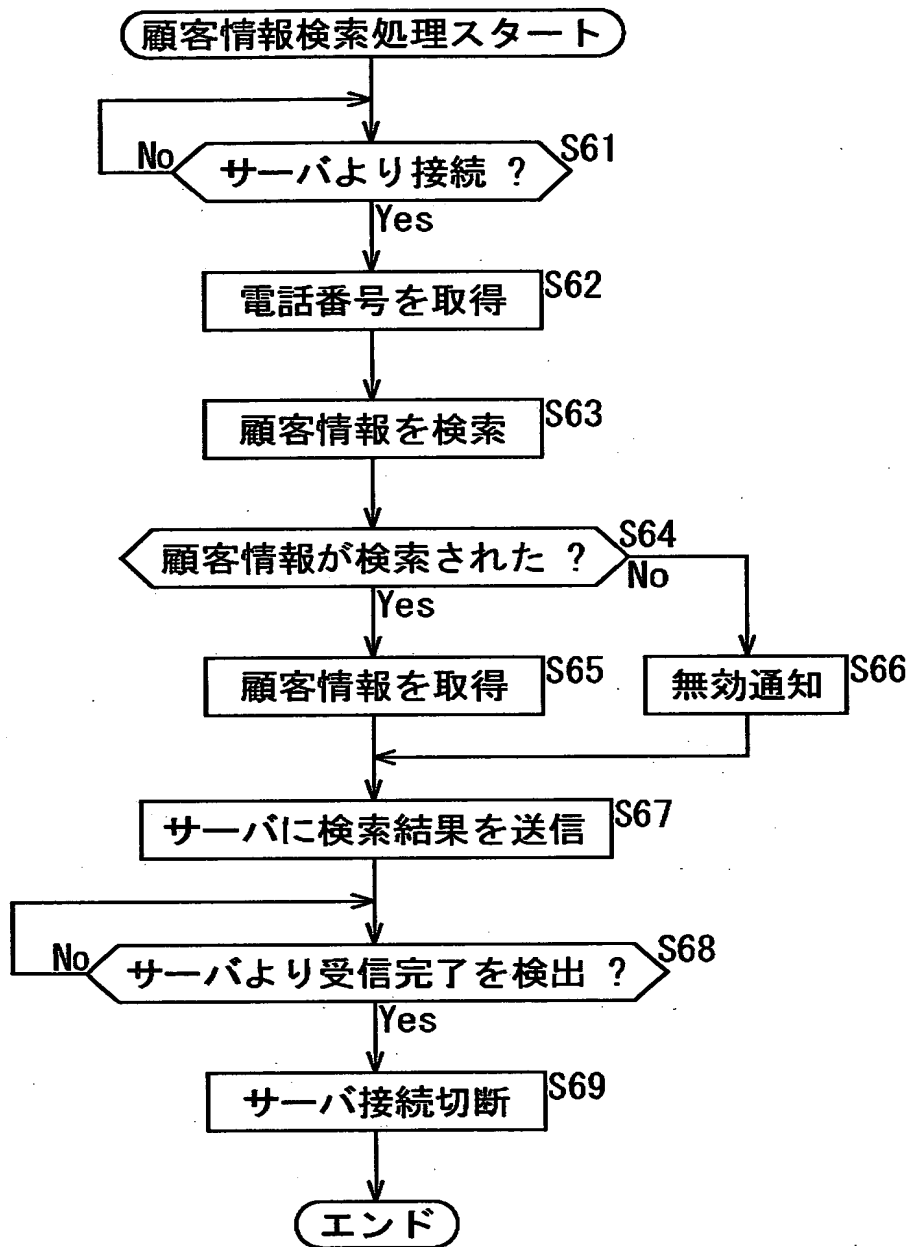 顧客情報検索処理スタート
No
サーバより接続 ?
S61
Yes
電話番号を取得
S62
顧客情報を検索
S63
顧客情報が検索された ?
S64
No
Yes
顧客情報を取得
S65
無効通知
S66
サーバに検索結果を送信
S67
No
サーバより受信完了を検出 ?
S68
Yes
サーバ接続切断
S69
エンド